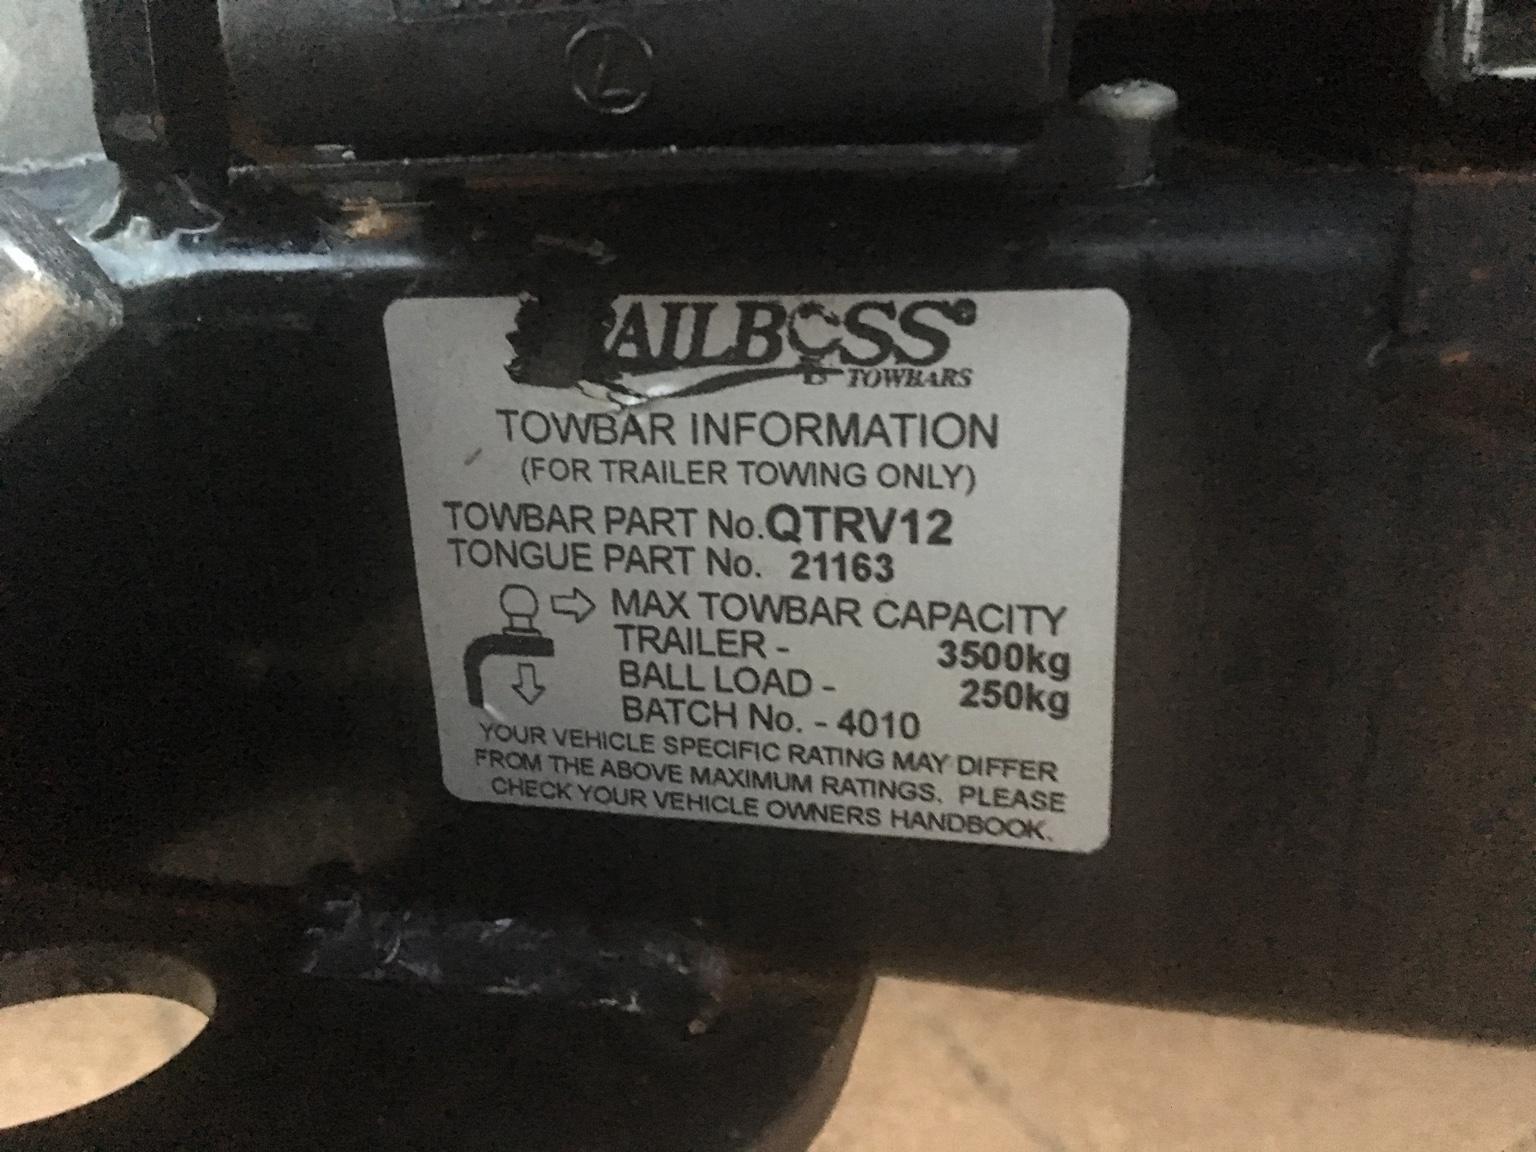 AILBOSS®
TOWBARS
TOWBAR INFORMATION
(FOR TRAILER TOWING ONLY)
TOWBAR PART No. QTRV12
TONGUE PART No. 21163
MAX TOWBAR CAPACITY
TRAILER - 3500kg
BALL LOAD - 250kg
BATCH No. - 4010
YOUR VEHICLE SPECIFIC RATING MAY DIFFER
FROM THE ABOVE MAXIMUM RATINGS. PLEASE
CHECK YOUR VEHICLE OWNERS HANDBOOK.